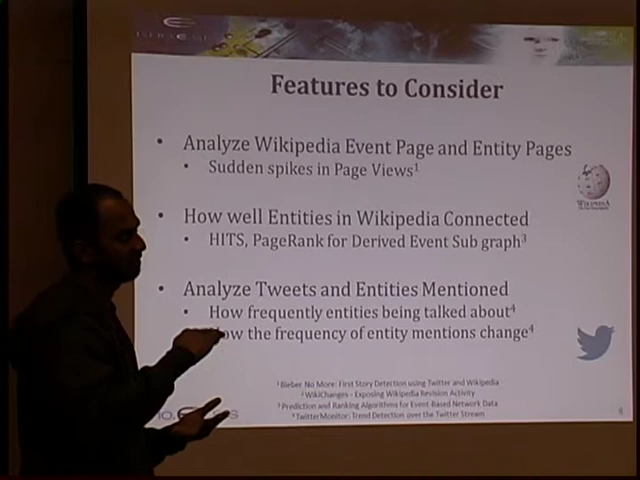 Features to Consider
• Analyze Wikipedia Event Page and Entity Pages
• Sudden spikes in Page Views¹
WIKIPEDIA
• How well Entities in Wikipedia Connected
• HITS, PageRank for Derived Event Sub graph³
• Analyze Tweets and Entities Mentioned
• How frequently entities being talked about⁴
the frequency of entity mentions change⁴
¹Bieber No More: First Story Detection using Twitter and Wikipedia
²WikiChanges - Exposing Wikipedia Revision Activity
³Prediction and Ranking Algorithms for Event-Based Network Data
⁴TwitterMonitor: Trend Detection over the Twitter Stream